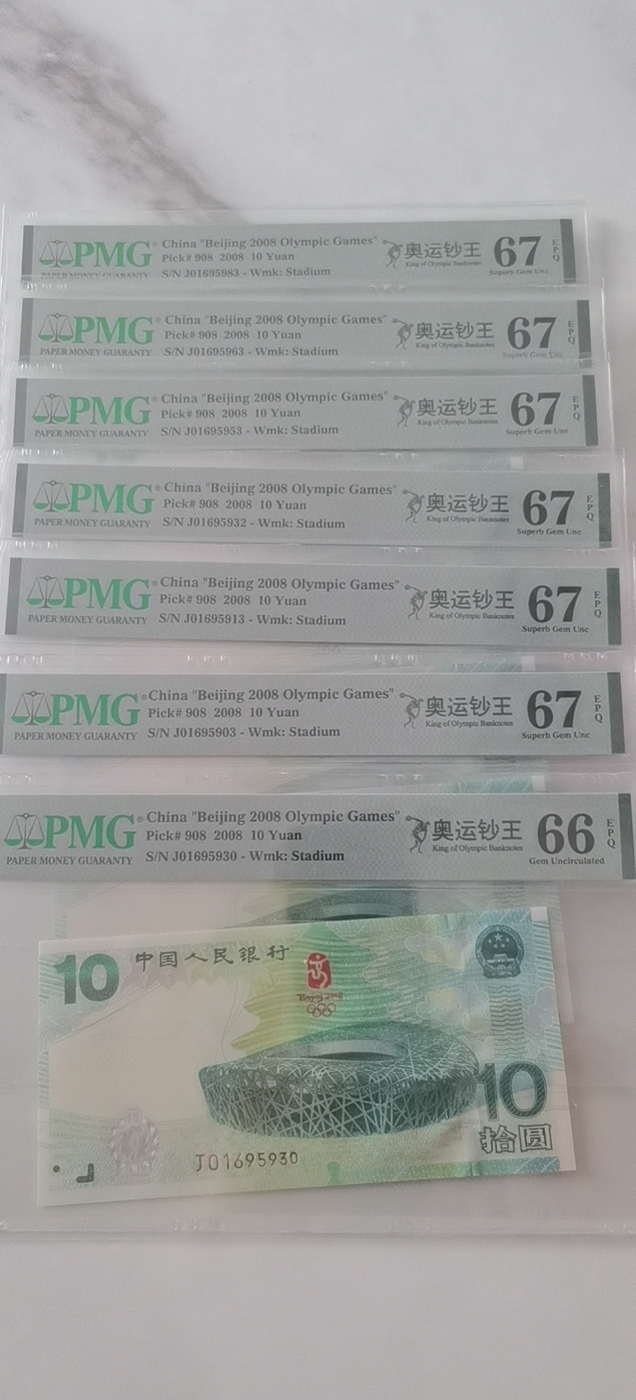 PMG China "Beijing 2008 Olympic Games" 奥运钞王 67 EPQ
Pick# 908 2008 10 Yuan King of Olympic Banknotes
PAPER MONEY GUARANTY S/N J01695983 - Wmk: Stadium Superb Gem Unc
PMG China "Beijing 2008 Olympic Games" 奥运钞王 67 EPQ
Pick# 908 2008 10 Yuan King of Olympic Banknotes
PAPER MONEY GUARANTY S/N J01695963 - Wmk: Stadium Superb Gem Unc
PMG China "Beijing 2008 Olympic Games" 奥运钞王 67 EPQ
Pick# 908 2008 10 Yuan King of Olympic Banknotes
PAPER MONEY GUARANTY S/N J01695953 - Wmk: Stadium Superb Gem Unc
PMG China "Beijing 2008 Olympic Games" 奥运钞王 67 EPQ
Pick# 908 2008 10 Yuan King of Olympic Banknotes
PAPER MONEY GUARANTY S/N J01695932 - Wmk: Stadium Superb Gem Unc
PMG China "Beijing 2008 Olympic Games" 奥运钞王 67 EPQ
Pick# 908 2008 10 Yuan King of Olympic Banknotes
PAPER MONEY GUARANTY S/N J01695913 - Wmk: Stadium Superb Gem Unc
PMG China "Beijing 2008 Olympic Games" 奥运钞王 67 EPQ
Pick# 908 2008 10 Yuan King of Olympic Banknotes
PAPER MONEY GUARANTY S/N J01695903 - Wmk: Stadium Superb Gem Unc
PMG China "Beijing 2008 Olympic Games" 奥运钞王 66 EPQ
Pick# 908 2008 10 Yuan King of Olympic Banknotes
PAPER MONEY GUARANTY S/N J01695930 - Wmk: Stadium Gem Uncirculated
10 中国人民银行
Beijing 2008
10
拾圆
J01695930